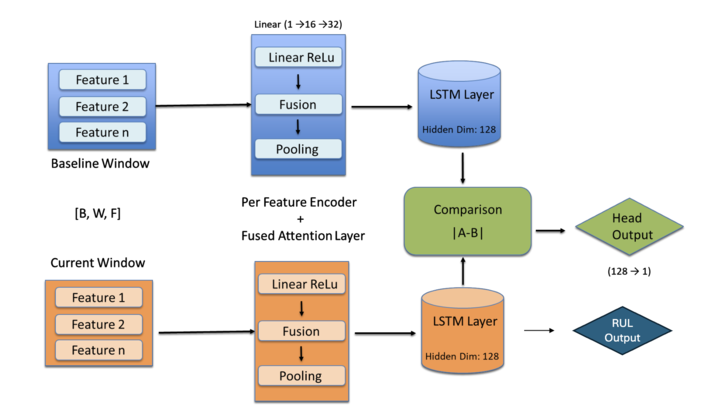 Linear (1 →16 →32)
Linear ReLu
Fusion
Pooling
Feature 1
Feature 2
Feature n
Baseline Window
LSTM Layer
Hidden Dim: 128
[B, W, F]
Per Feature Encoder
+
Fused Attention Layer
Comparison
|A-B|
Head
Output
(128 → 1)
Current Window
Feature 1
Feature 2
Feature n
Linear ReLu
Fusion
Pooling
LSTM Layer
Hidden Dim: 128
RUL
Output